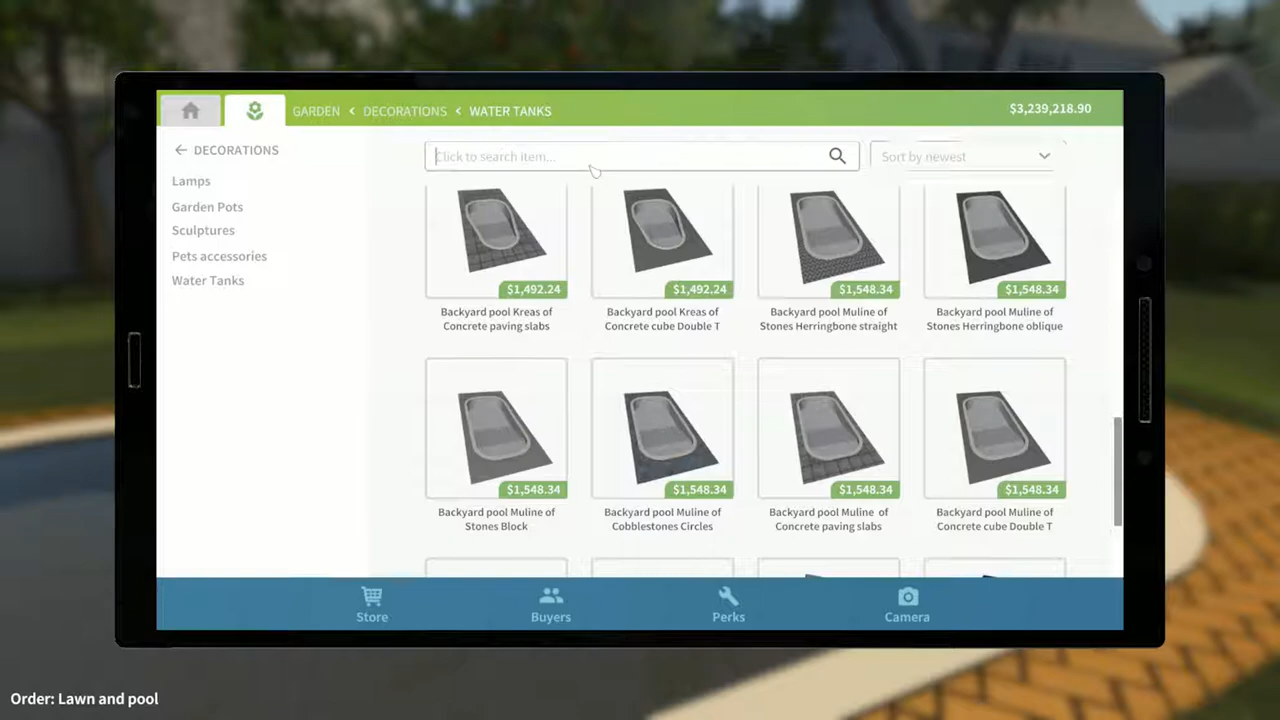 GARDEN < DECORATIONS < WATER TANKS
$3,239,218.90
← DECORATIONS
Lamps
Garden Pots
Sculptures
Pets accessories
Water Tanks
Click to search item...
Sort by newest
$1,492.24
$1,492.24
$1,548.34
$1,548.34
Backyard pool Kreas of
Concrete paving slabs
Backyard pool Kreas of
Concrete cube Double T
Backyard pool Muline of
Stones Herringbone straight
Backyard pool Muline of
Stones Herringbone oblique
$1,548.34
$1,548.34
$1,548.34
$1,548.34
Backyard pool Muline of
Stones Block
Backyard pool Muline of
Cobblestones Circles
Backyard pool Muline of
Concrete paving slabs
Backyard pool Muline of
Concrete cube Double T
Store
Buyers
Perks
Camera
Order: Lawn and pool